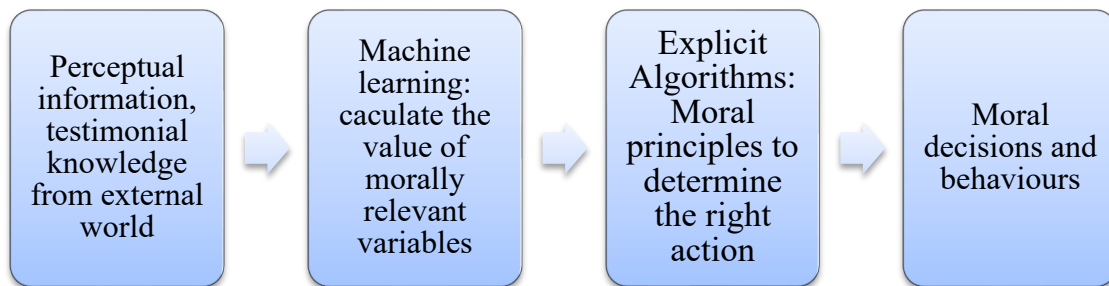 Perceptual
information,
testimonial
knowledge
from external
world
Machine
learning:
caculate the
value of
morally
relevant
variables
Explicit
Algorithms:
Moral
principles to
determine
the right
action
Moral
decisions and
behaviours